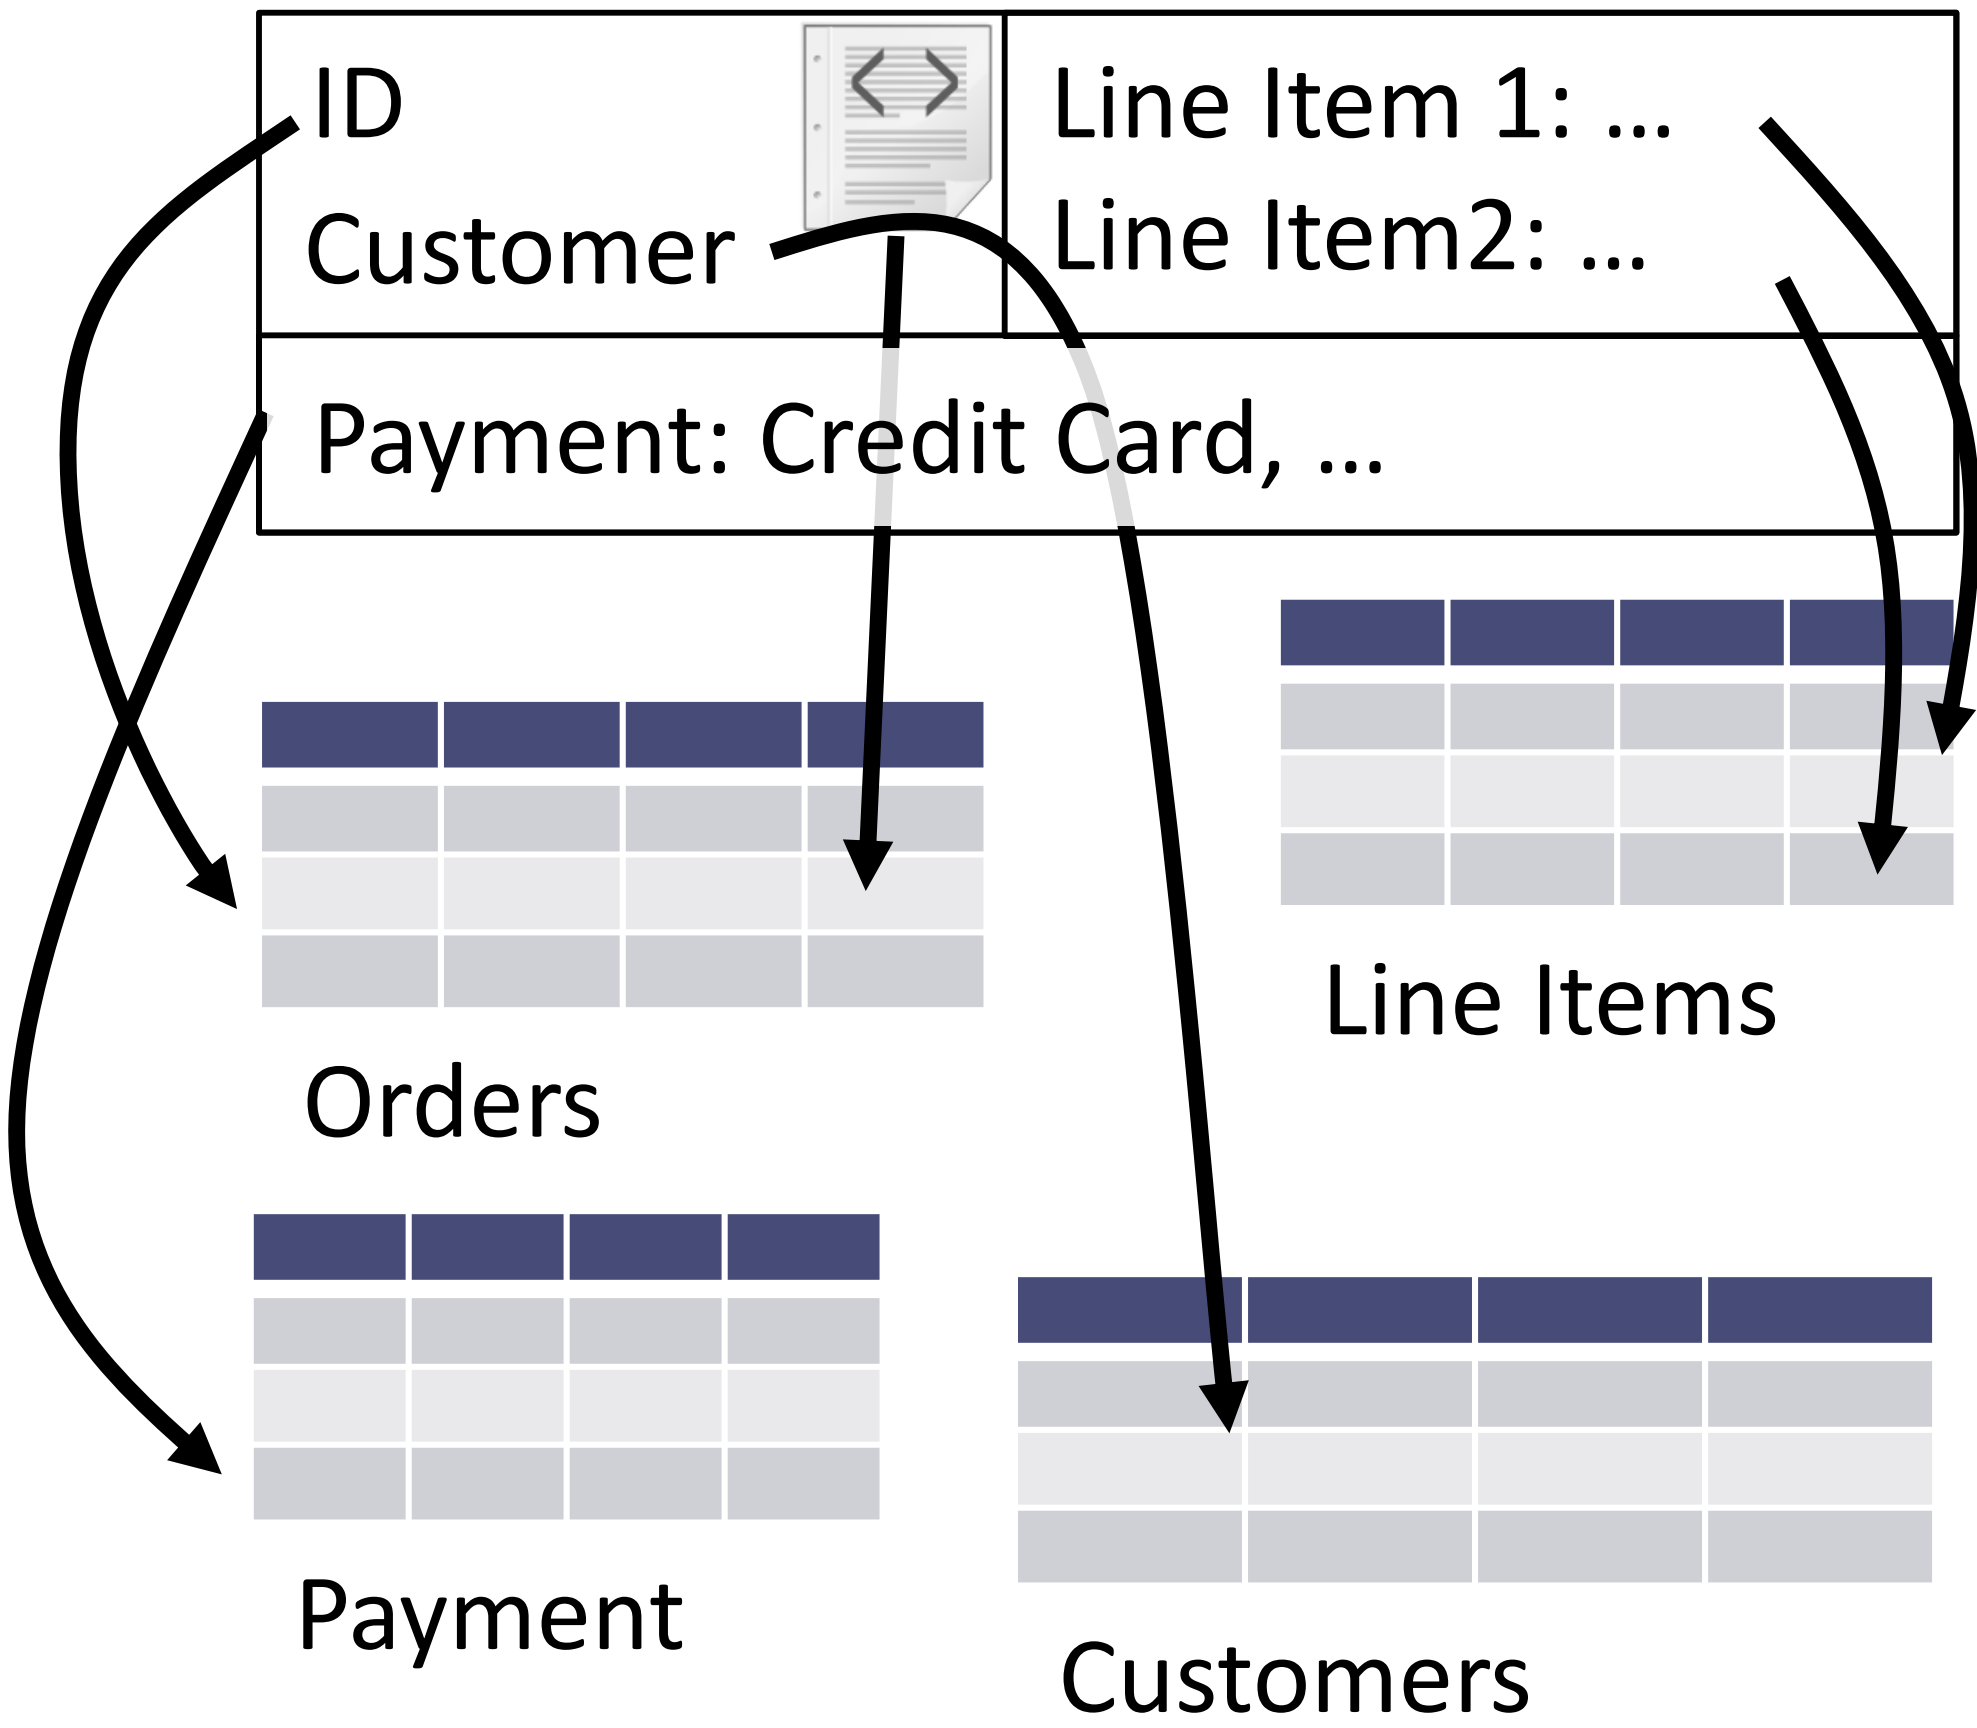 ID
Customer
Line Item 1: ...
Line Item2: ...
Payment: Credit Card, ...
Line Items
Orders
Payment
Customers